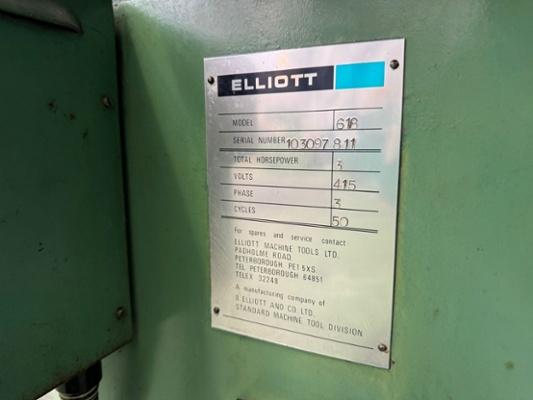 ELLIOTT
MODEL 618
SERIAL NUMBER 103097 8.11
TOTAL HORSEPOWER 3
VOLTS 415
PHASE 3
CYCLES 50
For spares and service contact
ELLIOTT MACHINE TOOLS LTD.
PADHOLME ROAD,
PETERBOROUGH, PE1 5XS.
TEL. PETERBOROUGH 64851
TELEX 32248
A manufacturing company of
B. ELLIOTT AND CO. LTD.
STANDARD MACHINE TOOL DIVISION